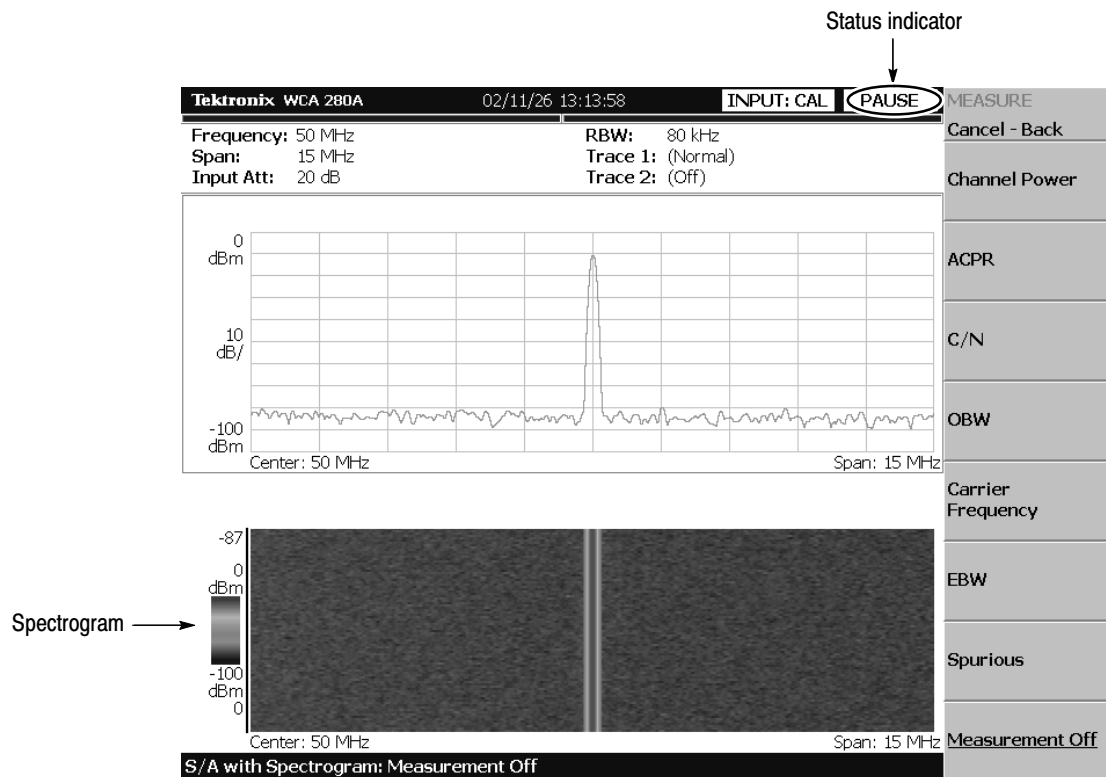 Status indicator
Tektronix WCA 280A 02/11/26 13:13:58 INPUT: CAL PAUSE
MEASURE
Cancel - Back
Frequency: 50 MHz RBW: 80 kHz
Span: 15 MHz Trace 1: (Normal)
Input Att: 20 dB Trace 2: (Off)
Channel Power
ACPR
C/N
OBW
Carrier
Frequency
EBW
Spurious
Measurement Off
0
dBm
10
dB/
-100
dBm
Center: 50 MHz Span: 15 MHz
Spectrogram
-87
0
dBm
-100
dBm
0
Center: 50 MHz Span: 15 MHz
S/A with Spectrogram: Measurement Off